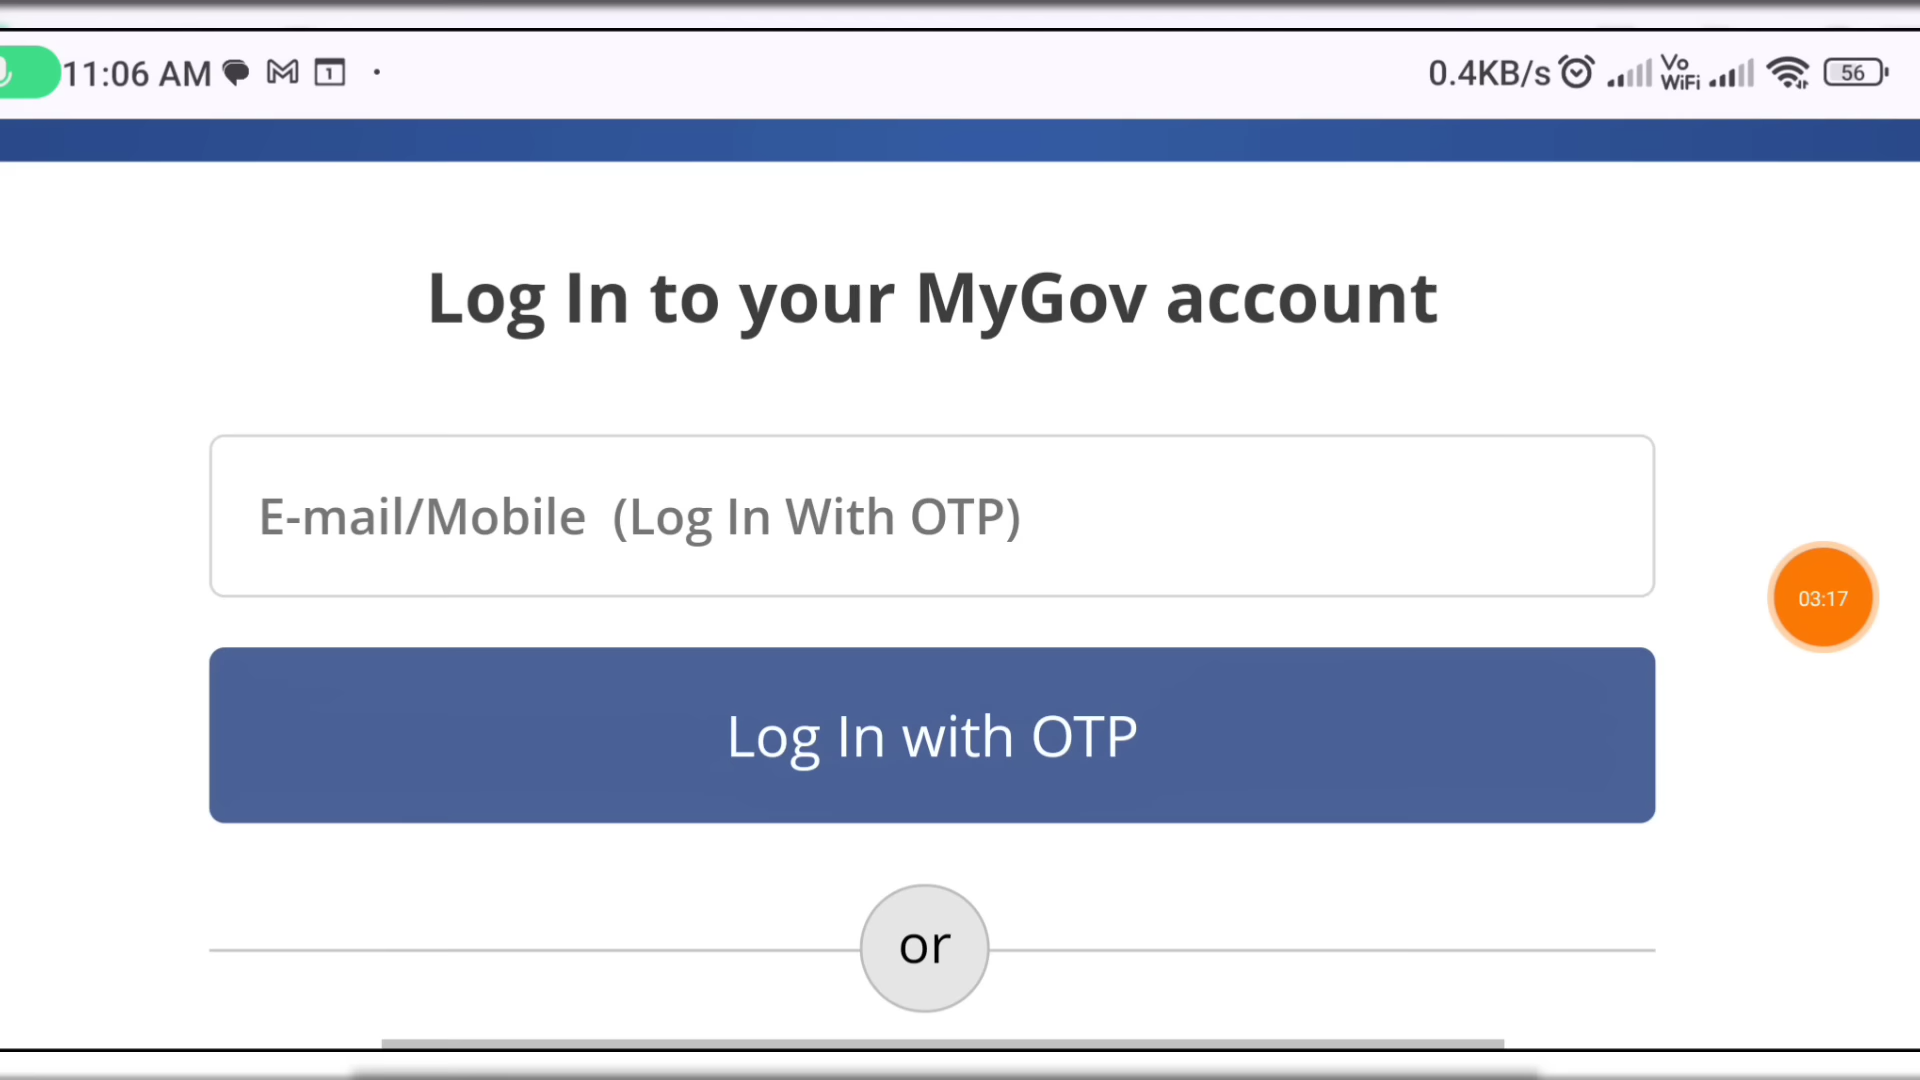 11:06 AM
0.4KB/s Vo WiFi 56
1
Log In to your MyGov account
E-mail/Mobile (Log In With OTP)
03:17
Log In with OTP
or